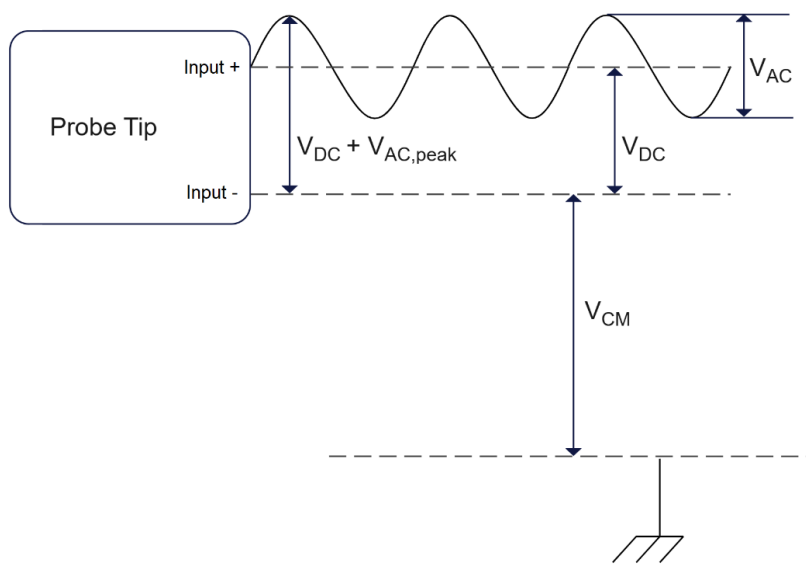 Input +
V_AC
Probe Tip
V_DC + V_AC,peak
V_DC
Input -
V_CM